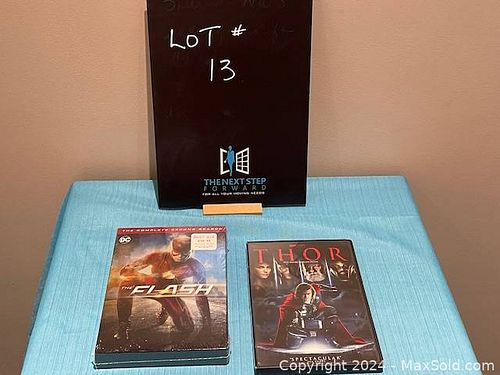 LOT #
13
THE NEXT STEP
FORWARD
FOR ALL YOUR MOVING NEEDS
THE COMPLETE SECOND SEASON
DC
THE FLASH
THOR
SPECTACULAR
Copyright 2024 - MaxSold.com